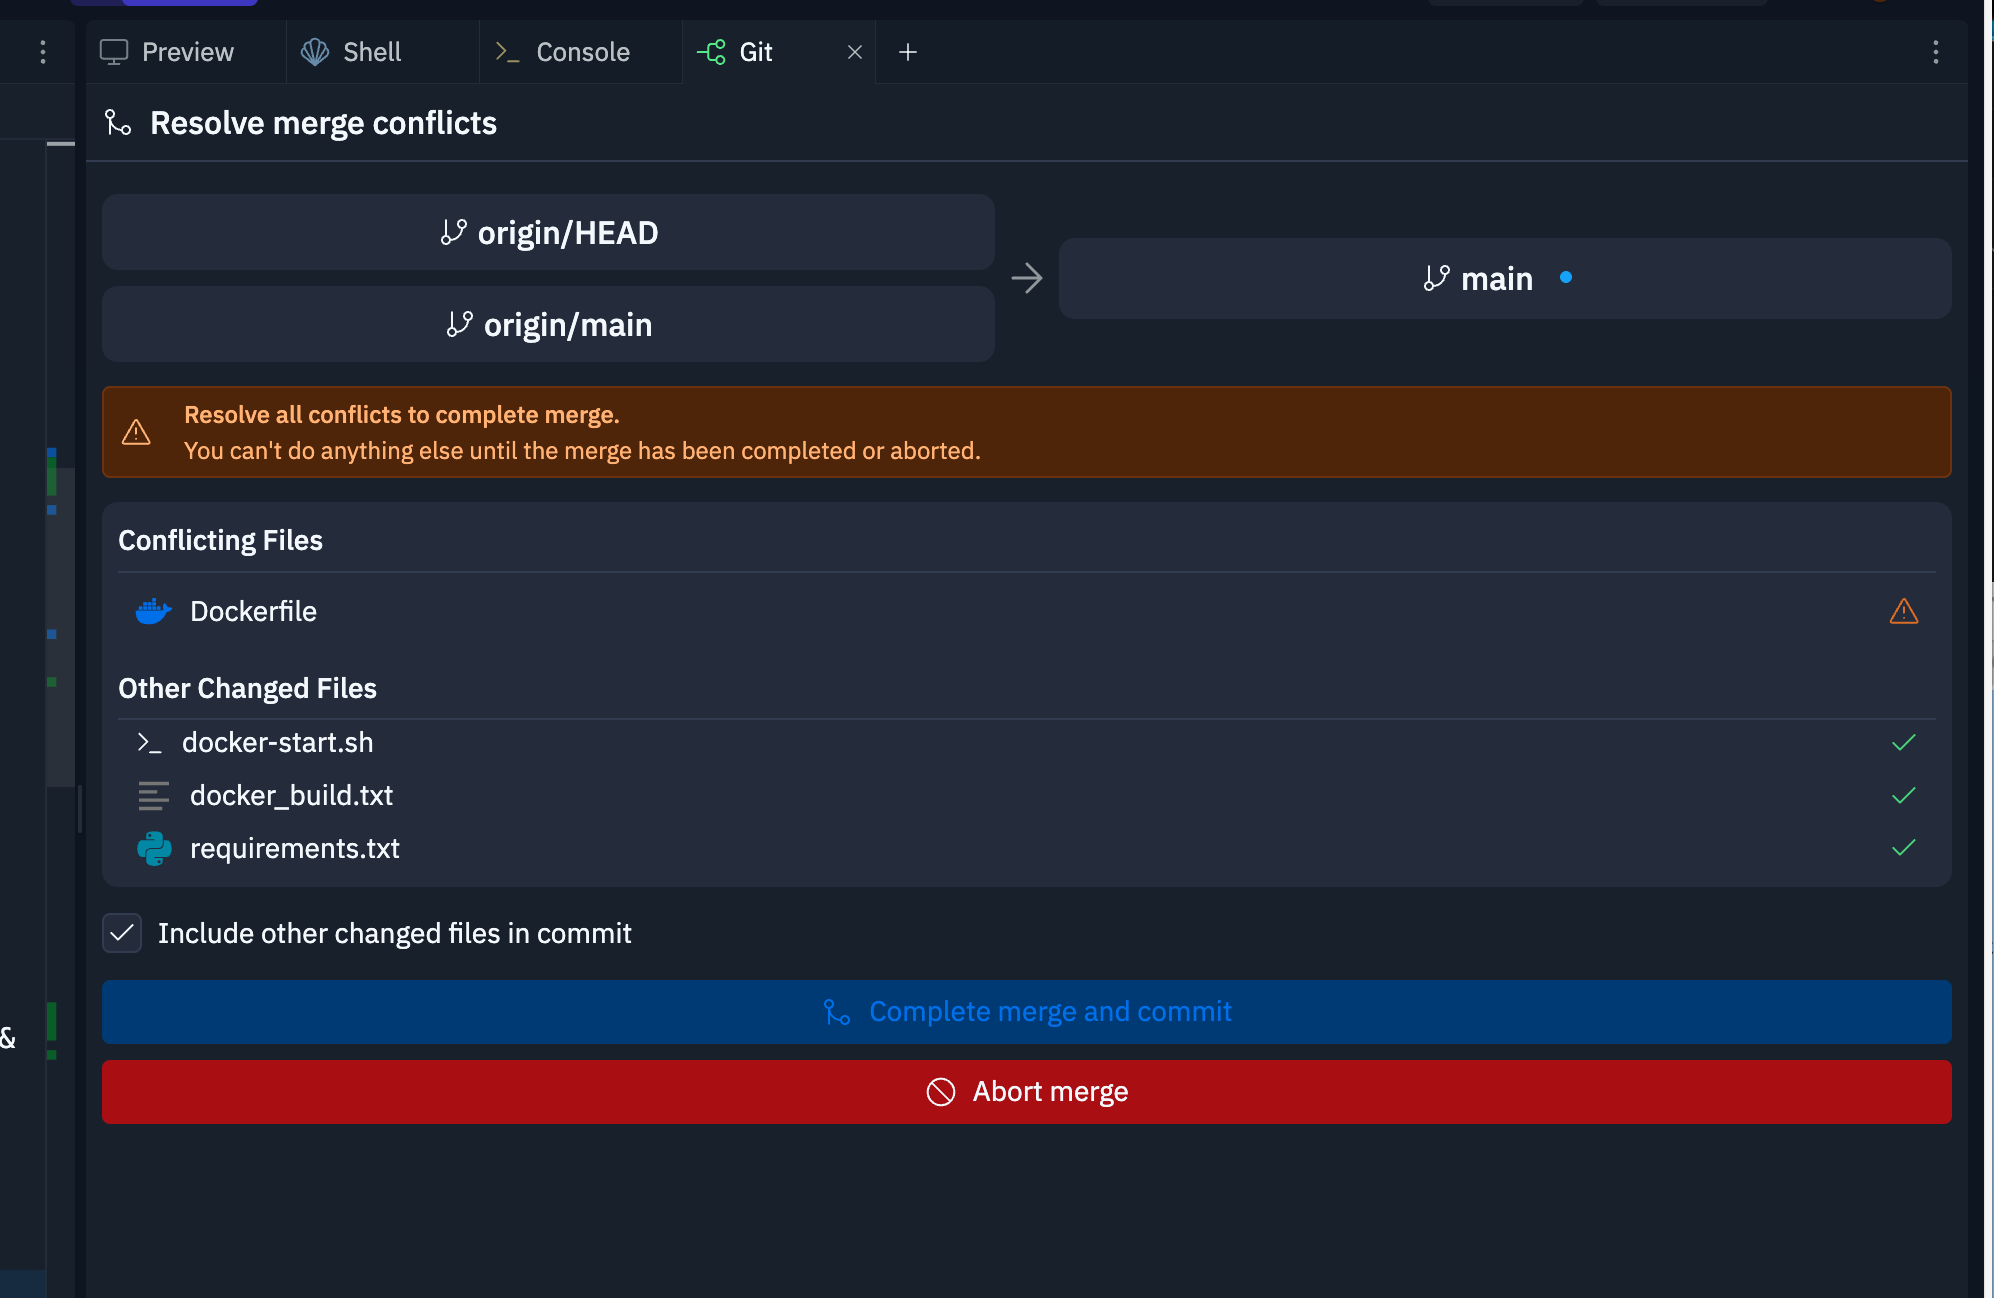 Preview
Shell
Console
Git
Resolve merge conflicts
origin/HEAD
origin/main
main
Resolve all conflicts to complete merge.
You can't do anything else until the merge has been completed or aborted.
Conflicting Files
Dockerfile
Other Changed Files
docker-start.sh
docker_build.txt
requirements.txt
Include other changed files in commit
&
Complete merge and commit
Abort merge